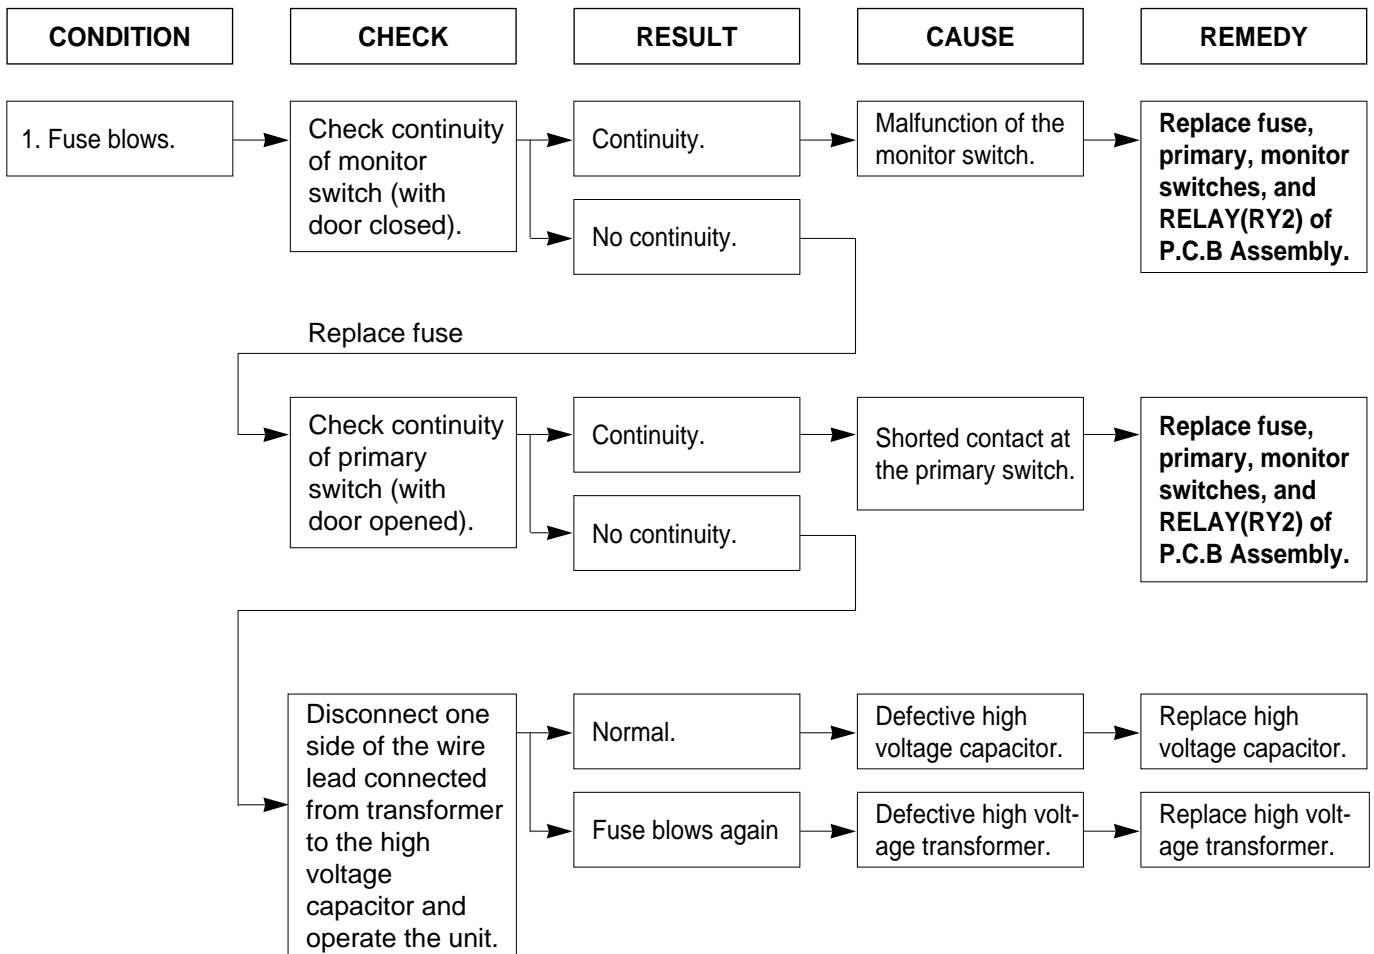 CONDITION
CHECK
RESULT
CAUSE
REMEDY
1. Fuse blows.
Check continuity
of monitor
switch (with
door closed).
Continuity.
Malfunction of the
monitor switch.
Replace fuse,
primary, monitor
switches, and
RELAY(RY2) of
P.C.B Assembly.
No continuity.
Replace fuse
Check continuity
of primary
switch (with
door opened).
Continuity.
Shorted contact at
the primary switch.
Replace fuse,
primary, monitor
switches, and
RELAY(RY2) of
P.C.B Assembly.
No continuity.
Disconnect one
side of the wire
lead connected
from transformer
to the high
voltage
capacitor and
operate the unit.
Normal.
Defective high
voltage capacitor.
Replace high
voltage capacitor.
Fuse blows again
Defective high volt-
age transformer.
Replace high volt-
age transformer.